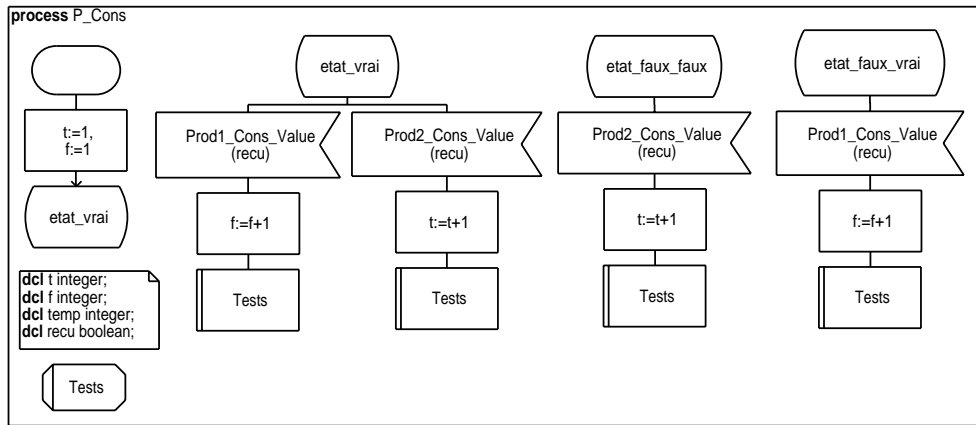 process P_Cons
t:=1,
f:=1
etat_vrai
dcl t integer;
dcl f integer;
dcl temp integer;
dcl recu boolean;
Tests
etat_vrai
Prod1_Cons_Value
(recu)
f:=f+1
Tests
Prod2_Cons_Value
(recu)
t:=t+1
Tests
etat_faux_faux
Prod2_Cons_Value
(recu)
t:=t+1
Tests
etat_faux_vrai
Prod1_Cons_Value
(recu)
f:=f+1
Tests